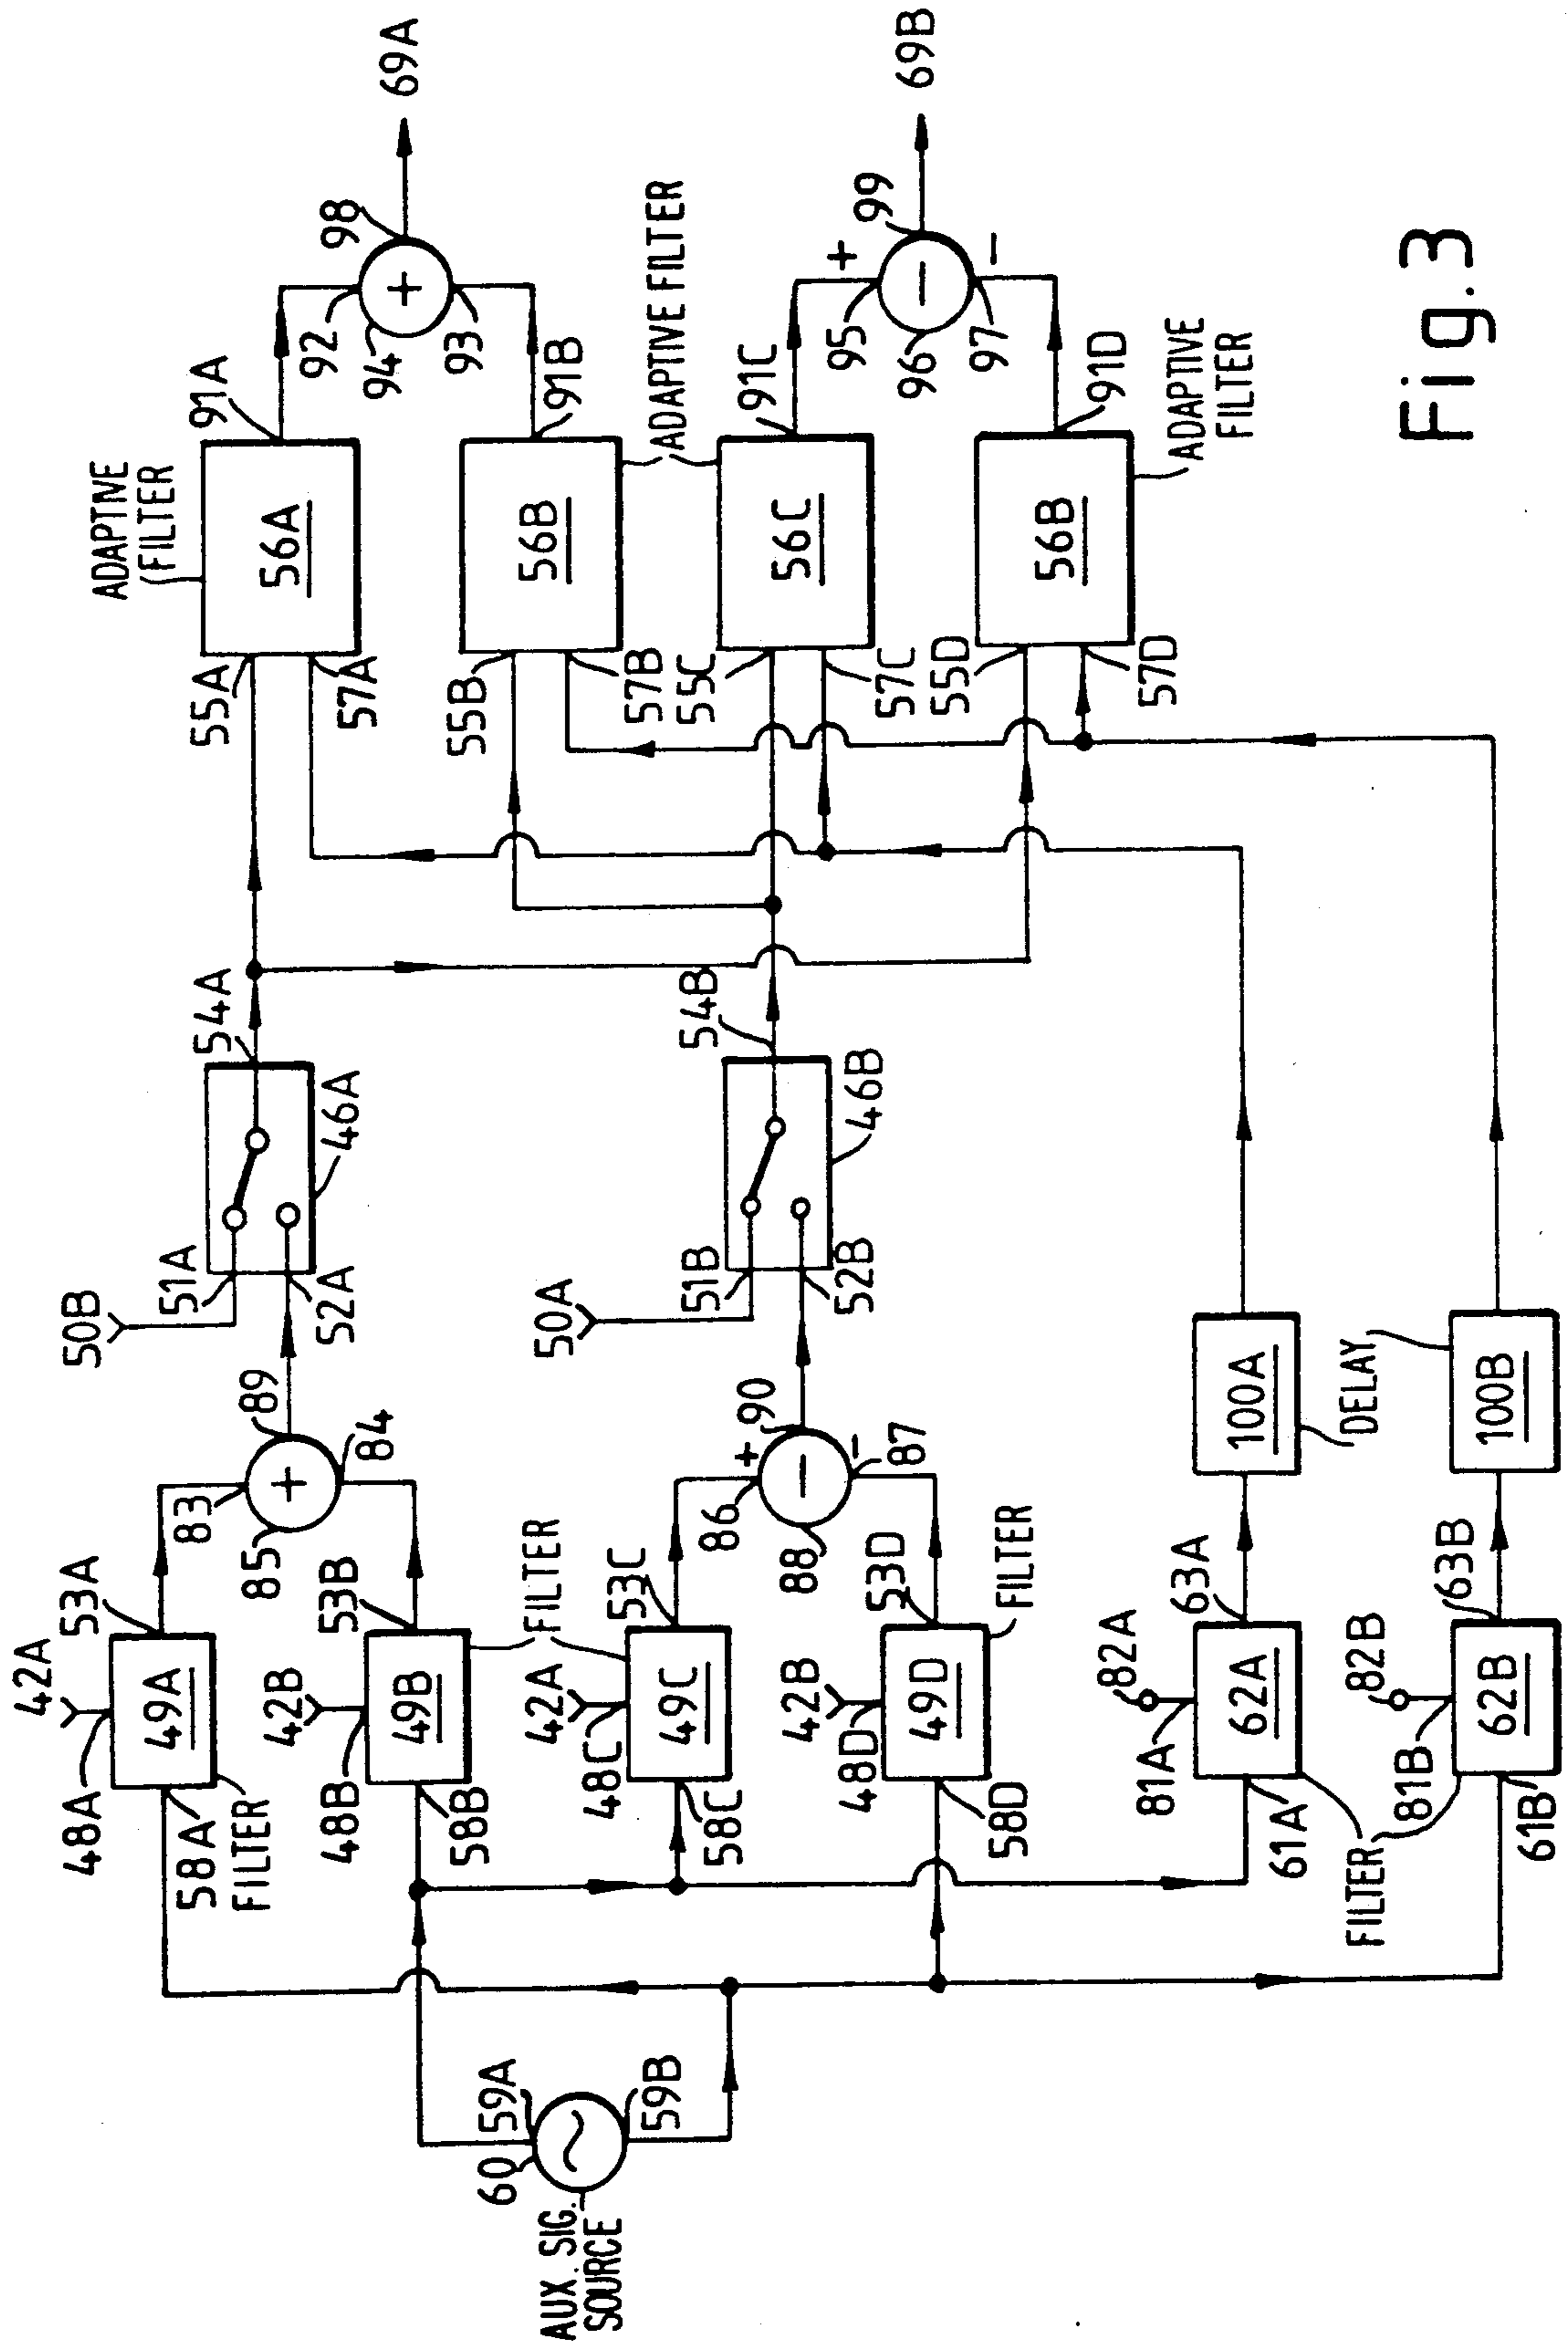 42A
48A
49A
58A
FILTER
53A
83
85
89
84
50B
51A
52A
46A
54A
55A
57A
ADAPTIVE
FILTER
56A
91A
92
94
98
93
69A
42B
48B
49B
58B
53B
FILTER
55B
57B
56B
91B
ADAPTIVE FILTER
AUX. SIG.
SOURCE
60
59A
59B
42A
48C
49C
58C
53C
86
+
88
90
-
87
50A
51B
52B
46B
54B
55C
57C
56C
91C
95
+
96
99
-
97
69B
42B
48D
49D
58D
53D
FILTER
55D
57D
56B
91D
ADAPTIVE
FILTER
82A
81A
62A
61A
63A
100A
DELAY
FILTER
82B
81B
62B
61B
63B
100B
Fig.3